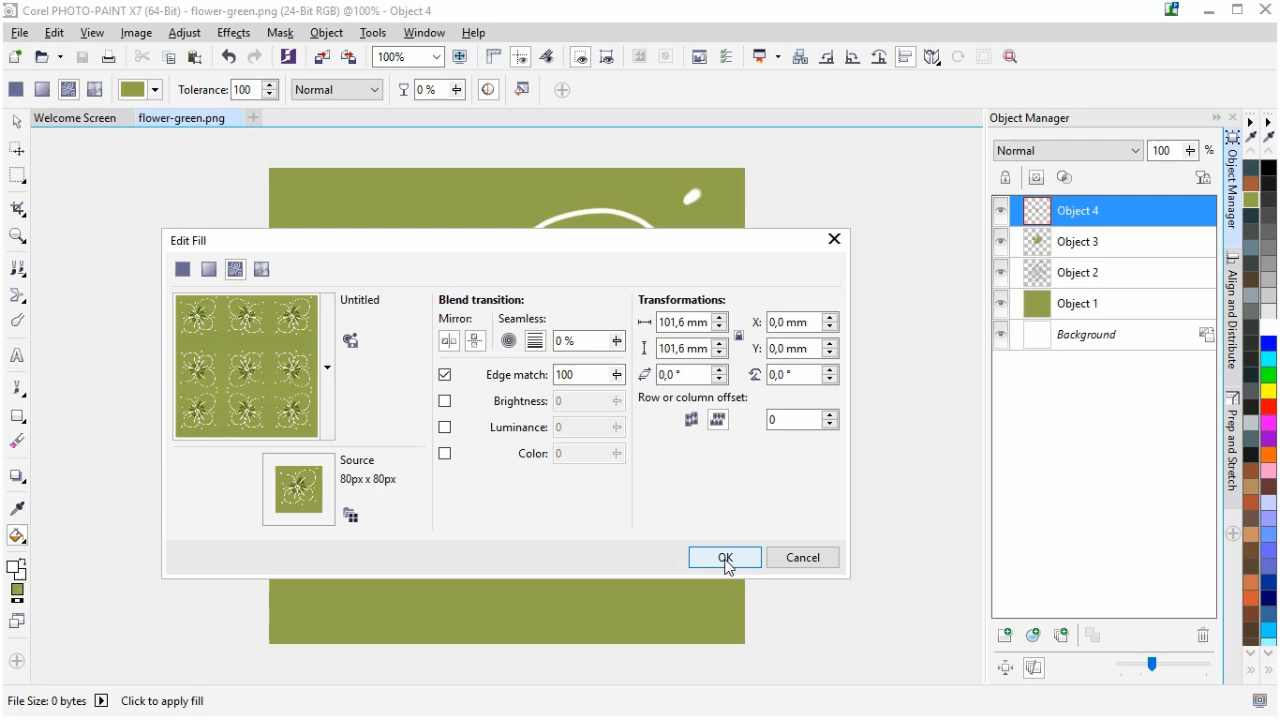 Corel PHOTO-PAINT X7 (64-Bit) - flower-green.png (24-Bit RGB) @100% - Object 4
File Edit View Image Adjust Effects Mask Object Tools Window Help
100%
Tolerance: 100 Normal 0 %
Welcome Screen flower-green.png
Object Manager
Normal 100 %
Object 4
Object 3
Object 2
Object 1
Background
Object Manager
Align and Distribute
Prep and Stretch
Edit Fill
Untitled
Source
80px x 80px
Blend transition:
Mirror: Seamless:
0 %
Edge match: 100
Brightness: 0
Luminance: 0
Color: 0
Transformations:
101,6 mm X: 0,0 mm
101,6 mm Y: 0,0 mm
0,0 ° 0,0 °
Row or column offset:
0
OK Cancel
File Size: 0 bytes Click to apply fill